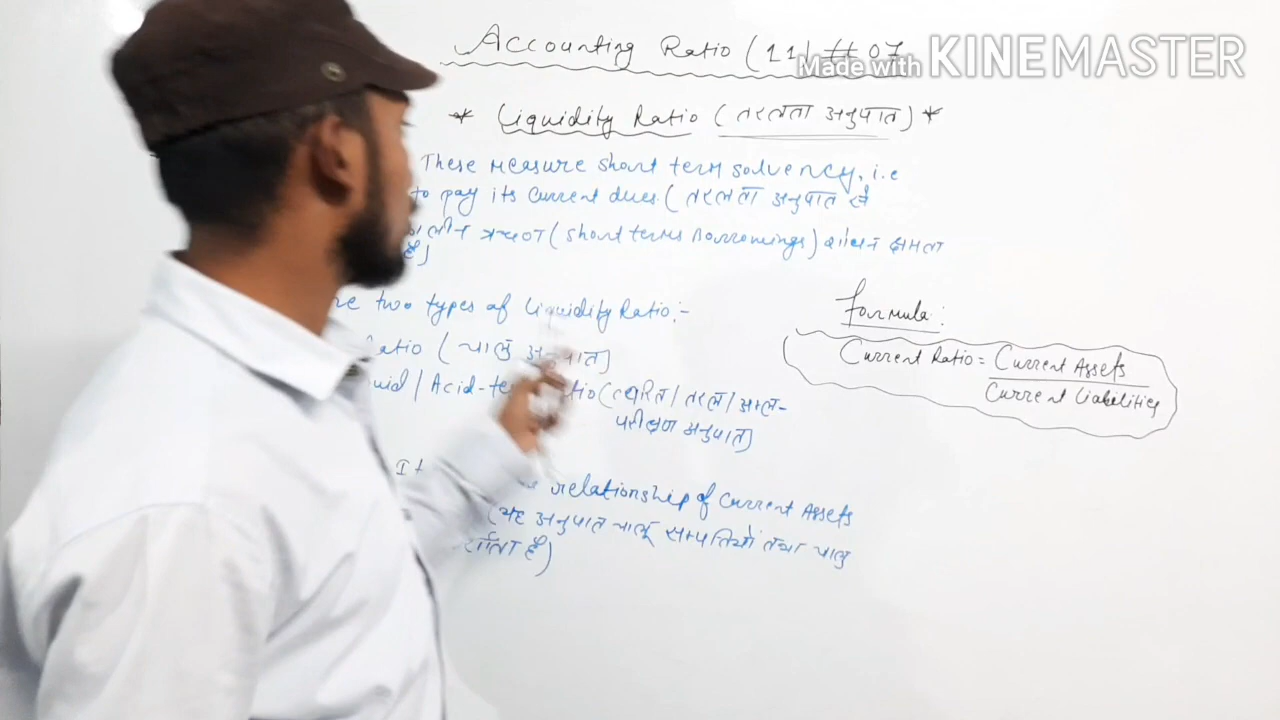 Accounting Ratio (11) # 07
Made with KINEMASTER
* Liquidity Ratio (तरलता अनुपात) *
These measure short term solvency, i.e
to pay its current dues. (तरलता अनुपात से
ऋण (short terms Borrowings) शोधन क्षमता
है)
two types of Liquidity Ratio:-
Ratio (चालू अनुपात)
/ Acid-test Ratio (त्वरित / तरल / अम्ल-
परीक्षण अनुपात)
Formula:
Current Ratio = Current Assets
Current Liabilities
It
relationship of Current Assets
(यह अनुपात चालू सम्पत्तियों तथा चालू
है)